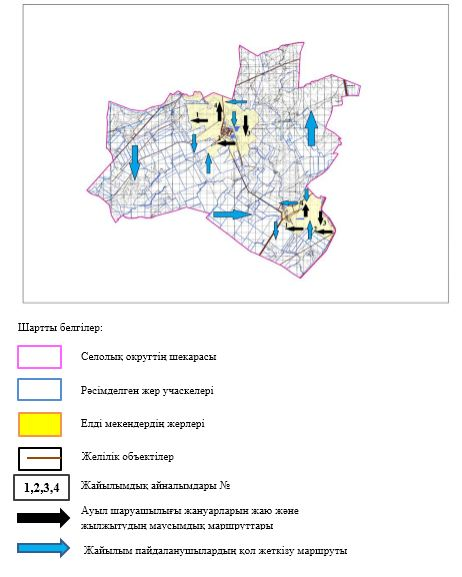 Шартты белгілер:
Селолық округтің шекарасы
Рәсімделген жер учаскелері
Елді мекендердің жерлері
Желілік объектілер
1,2,3,4
Жайылымдық айналымдары №
Ауыл шаруашылығы жануарларын жаю және
жылжытудың маусымдық маршруттары
Жайылым пайдаланушылардың қол жеткізу маршруты